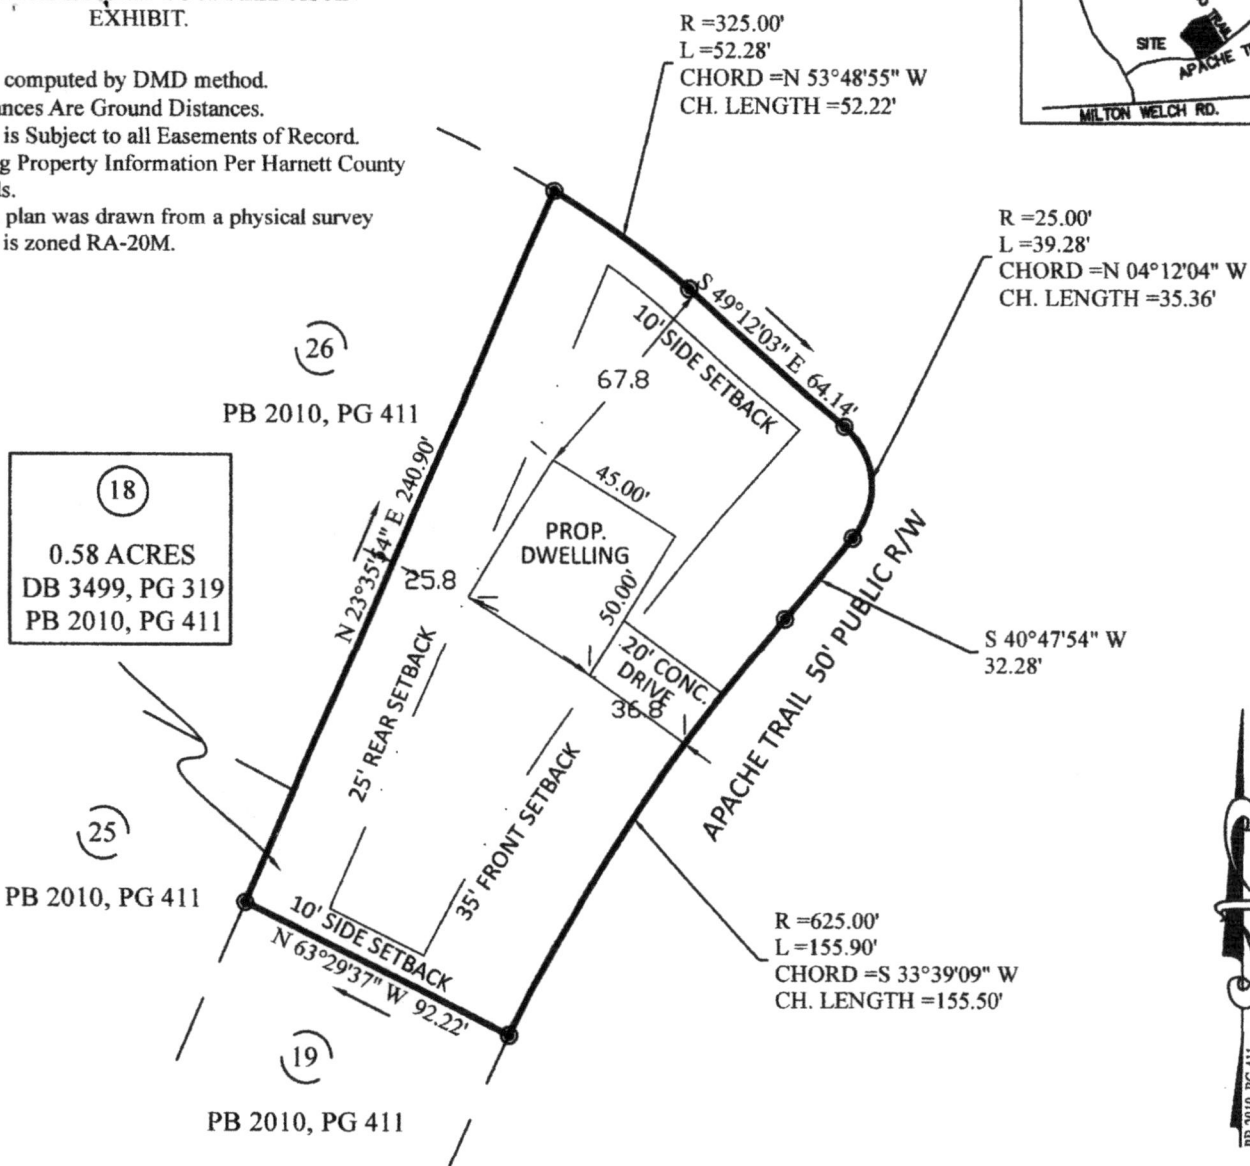 EXHIBIT.
computed by DMD method.
nces Are Ground Distances.
is Subject to all Easements of Record.
g Property Information Per Harnett County
s.
plan was drawn from a physical survey
is zoned RA-20M.
R =325.00'
L =52.28'
CHORD =N 53°48'55" W
CH. LENGTH =52.22'
SITE
TRAIL
APACHE T
MILTON WELCH RD.
R =25.00'
L =39.28'
CHORD =N 04°12'04" W
CH. LENGTH =35.36'
S 49°12'03" E 64.14'
10' SIDE SETBACK
67.8
26
PB 2010, PG 411
18
0.58 ACRES
DB 3499, PG 319
PB 2010, PG 411
N 23°35'54" E 240.90'
25.8
45.00'
PROP.
DWELLING
50.00'
20' CONC.
DRIVE
36.8
S 40°47'54" W
32.28'
APACHE TRAIL 50' PUBLIC R/W
25' REAR SETBACK
35' FRONT SETBACK
25
PB 2010, PG 411
10' SIDE SETBACK
N 63°29'37" W 92.22'
R =625.00'
L =155.90'
CHORD =S 33°39'09" W
CH. LENGTH =155.50'
19
PB 2010, PG 411
PB 2010, PG 411